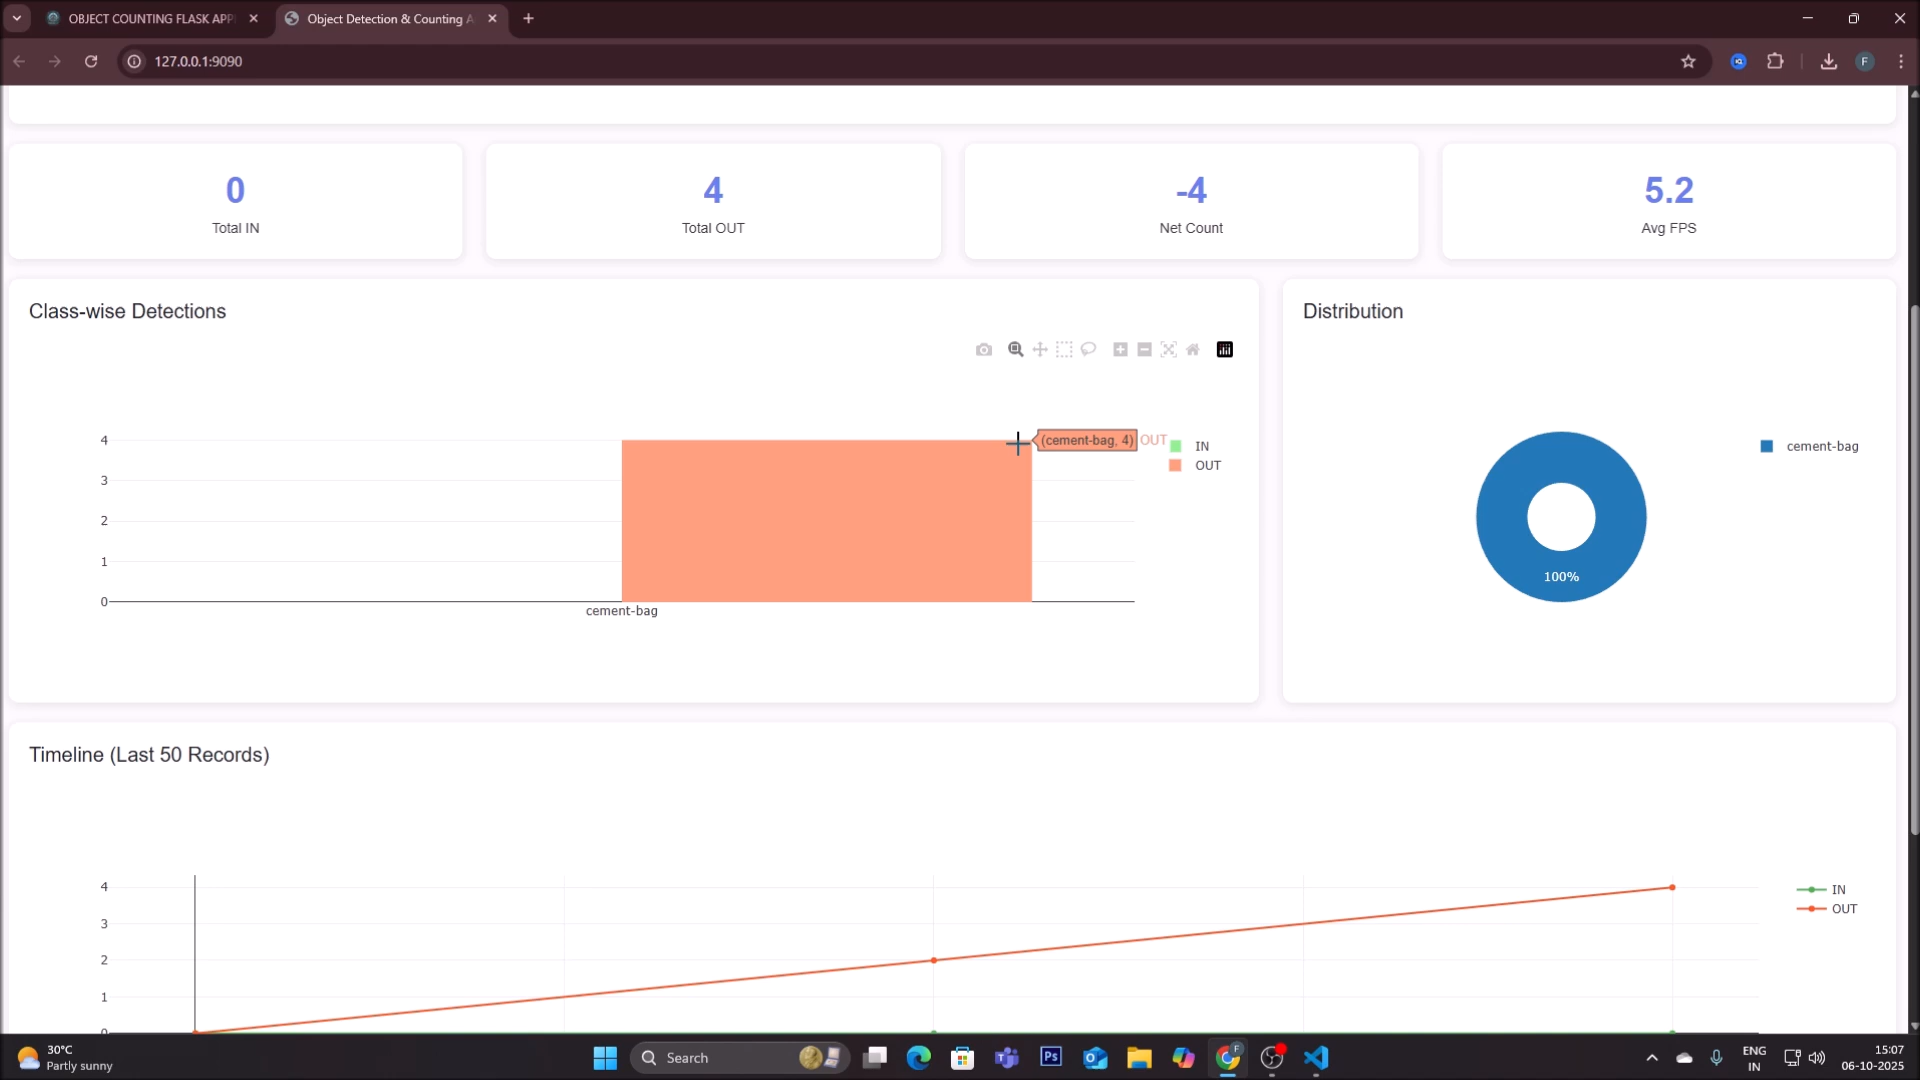 OBJECT COUNTING FLASK APP
Object Detection & Counting A
127.0.0.1:9090
F
0
Total IN
4
Total OUT
-4
Net Count
5.2
Avg FPS
Class-wise Detections
Distribution
4
3
2
1
0
cement-bag
(cement-bag, 4) OUT
IN
OUT
100%
cement-bag
Timeline (Last 50 Records)
4
3
2
1
0
IN
OUT
30°C
Partly sunny
Search
Ps
F
ENG
IN
15:07
06-10-2025